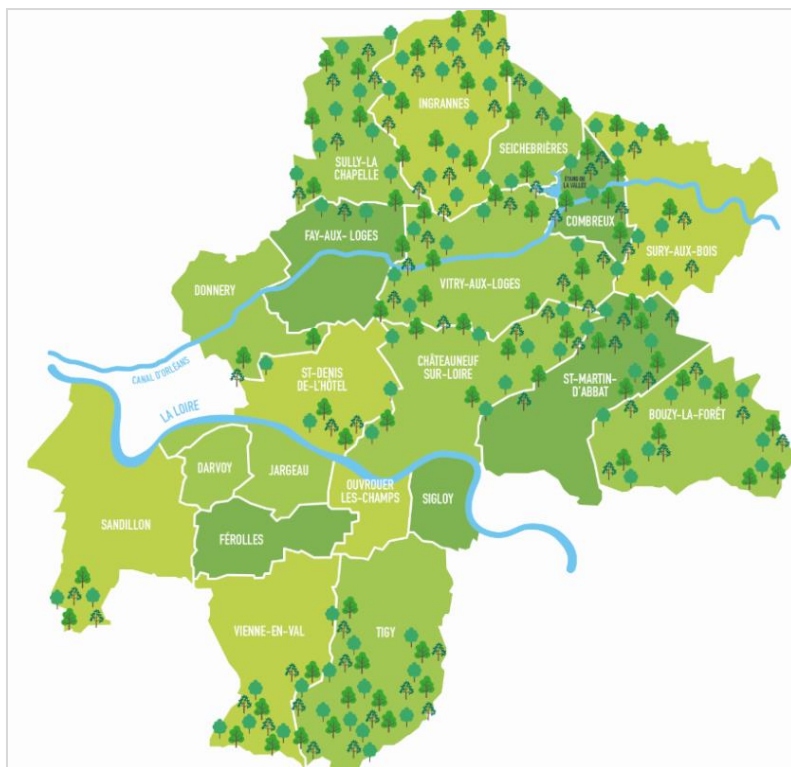 INGRANNES
SEICHEBRIÈRES
SULLY-LA
CHAPELLE
ÉTANG DE
LA VALLÉE
COMBREUX
FAY-AUX- LOGES
SURY-AUX-BOIS
DONNERY
VITRY-AUX-LOGES
CANAL D'ORLÉANS
CHÂTEAUNEUF
SUR-LOIRE
ST-DENIS
DE-L'HÔTEL
ST-MARTIN-
D'ABBAT
LA LOIRE
BOUZY-LA-FORÊT
DARVOY
JARGEAU
OUVROUER
LES-CHAMPS
SIGLOY
SANDILLON
FÉROLLES
VIENNE-EN-VAL
TIGY